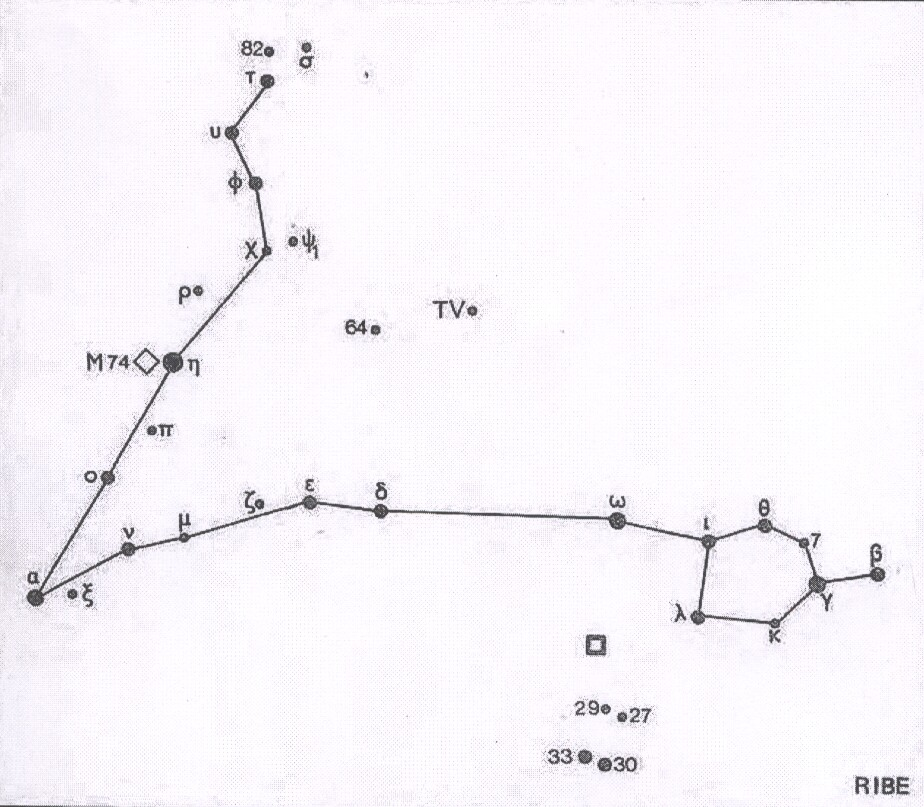 82
σ
τ
υ
φ
χ
ψ1
ρ
TV
64
M74
η
π
ο
ε
δ
ζ
ω
μ
ν
ι
θ
7
β
α
ξ
γ
λ
κ
29
27
33
30
RIBE